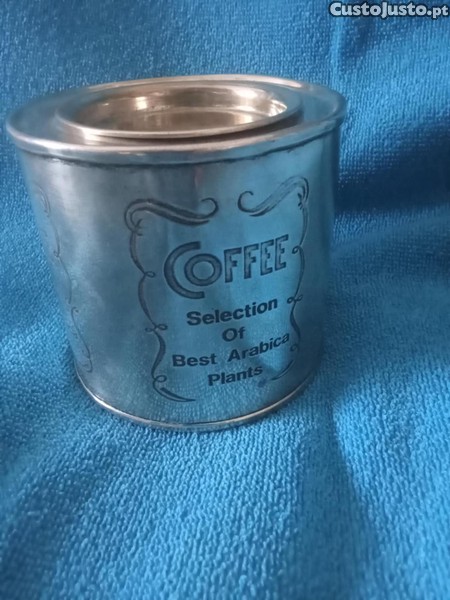 CustoJusto.pt
COFFEE
Selection
Of
Best Arabica
Plants